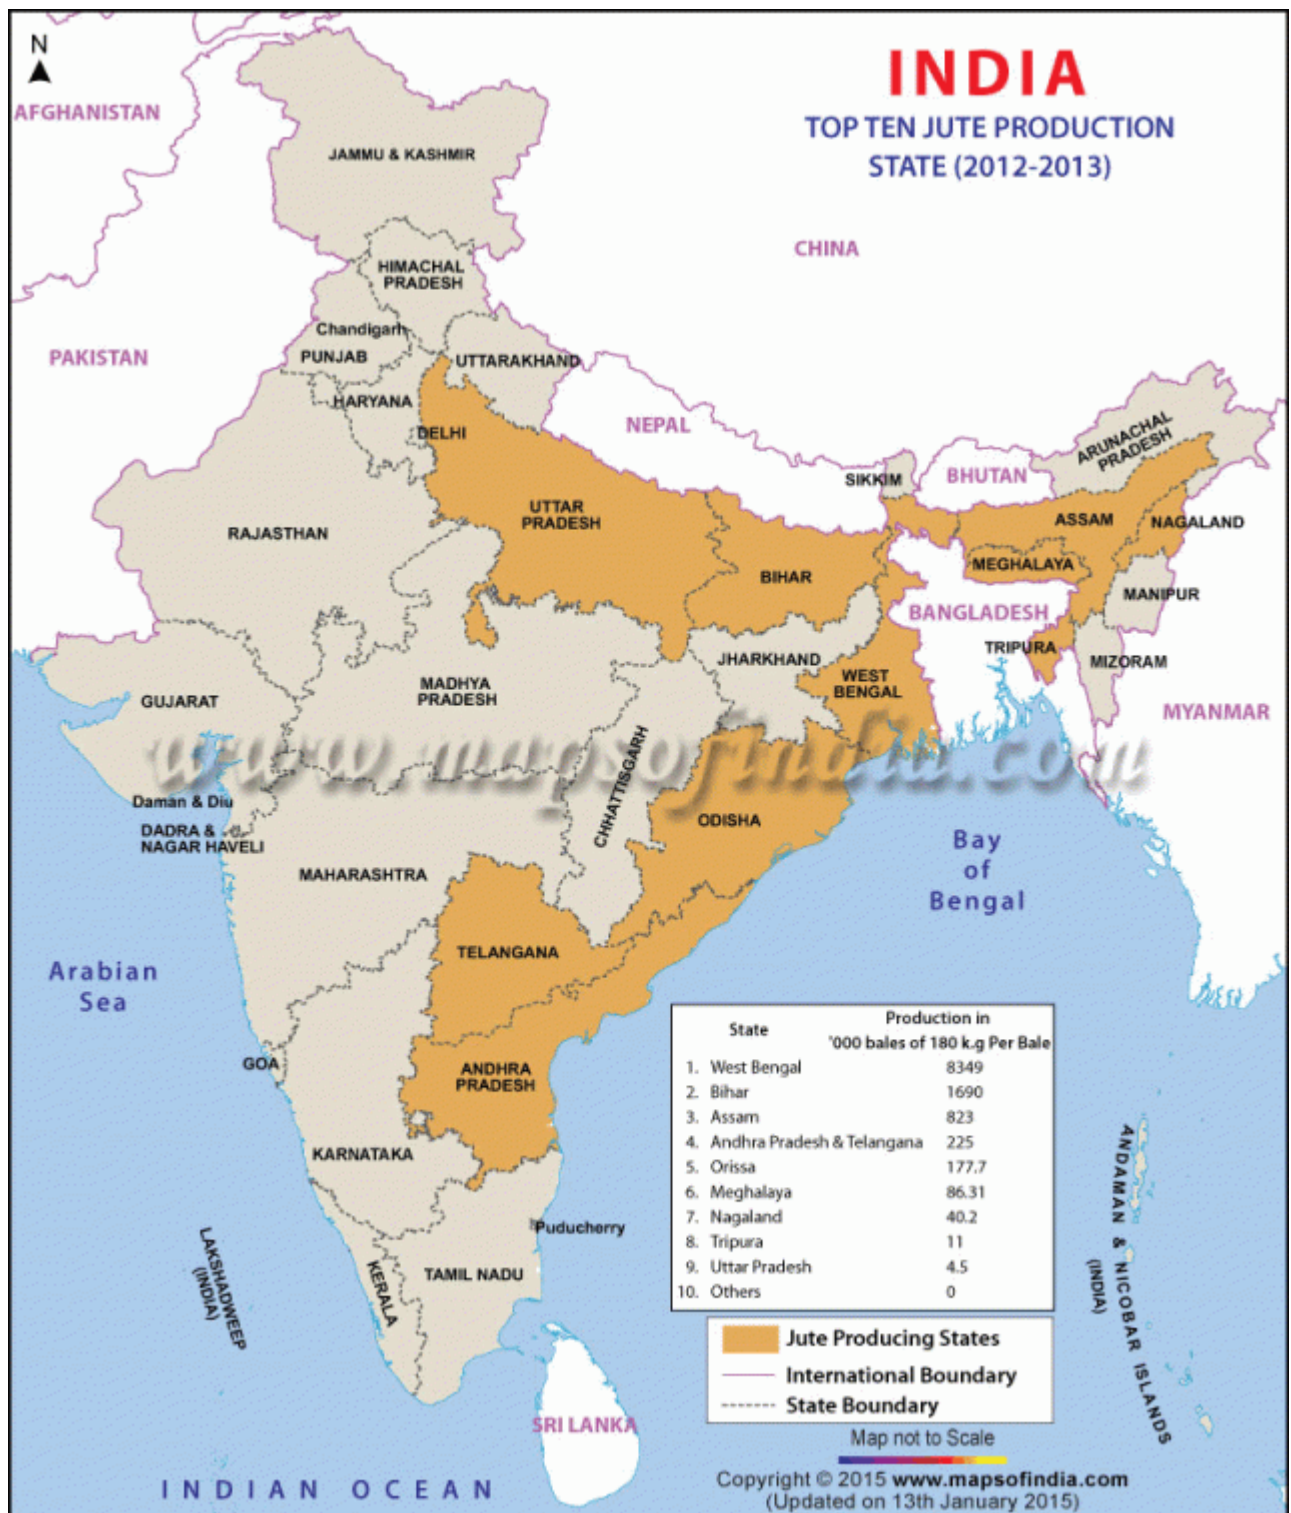 N
INDIA
TOP TEN JUTE PRODUCTION
STATE (2012-2013)
AFGHANISTAN
JAMMU & KASHMIR
CHINA
HIMACHAL
PRADESH
Chandigarh
PUNJAB
PAKISTAN
UTTARAKHAND
HARYANA
DELHI
NEPAL
SIKKIM
BHUTAN
ARUNACHAL
PRADESH
RAJASTHAN
UTTAR
PRADESH
ASSAM
NAGALAND
BIHAR
MEGHALAYA
MANIPUR
BANGLADESH
TRIPURA
MIZORAM
JHARKHAND
WEST
BENGAL
GUJARAT
MADHYA
PRADESH
MYANMAR
www.mapsofindia.com
CHHATTISGARH
Daman & Diu
DADRA &
NAGAR HAVELI
ODISHA
MAHARASHTRA
Bay
of
Bengal
TELANGANA
Arabian
Sea
GOA
ANDHRA
PRADESH
KARNATAKA
Puducherry
LAKSHADWEEP
(INDIA)
KERALA
TAMIL NADU
ANDAMAN & NICOBAR ISLANDS
(INDIA)
SRI LANKA
INDIAN OCEAN
State Production in
'000 bales of 180 k.g Per Bale
1. West Bengal 8349
2. Bihar 1690
3. Assam 823
4. Andhra Pradesh & Telangana 225
5. Orissa 177.7
6. Meghalaya 86.31
7. Nagaland 40.2
8. Tripura 11
9. Uttar Pradesh 4.5
10. Others 0
Jute Producing States
International Boundary
State Boundary
Map not to Scale
Copyright © 2015 www.mapsofindia.com
(Updated on 13th January 2015)